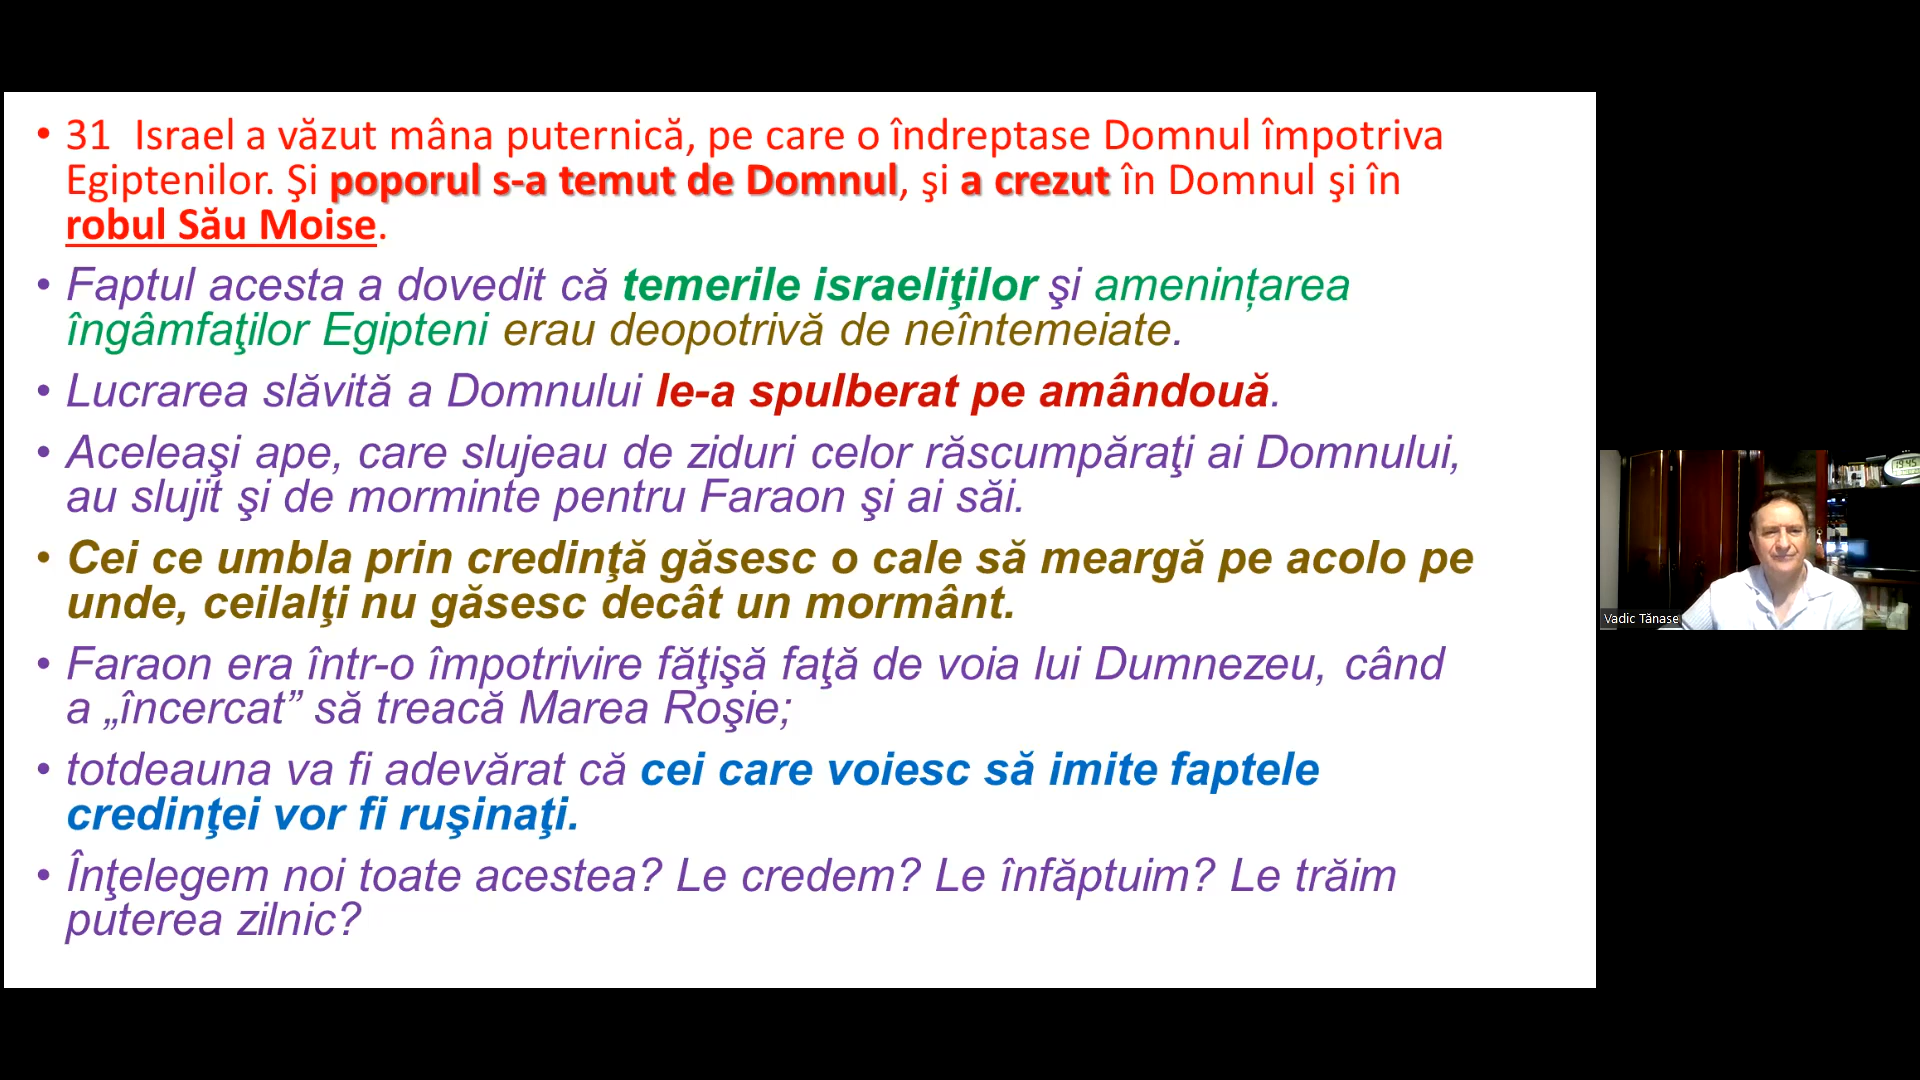 • 31 Israel a văzut mâna puternică, pe care o îndreptase Domnul împotriva
Egiptenilor. Şi poporul s-a temut de Domnul, şi a crezut în Domnul şi în
robul Său Moise.
• Faptul acesta a dovedit că temerile israeliţilor şi amenințarea
îngâmfaţilor Egipteni erau deopotrivă de neîntemeiate.
• Lucrarea slăvită a Domnului le-a spulberat pe amândouă.
• Aceleaşi ape, care slujeau de ziduri celor răscumpăraţi ai Domnului,
au slujit şi de morminte pentru Faraon şi ai săi.
• Cei ce umbla prin credinţă găsesc o cale să meargă pe acolo pe
unde, ceilalţi nu găsesc decât un mormânt.
• Faraon era într-o împotrivire făţişă faţă de voia lui Dumnezeu, când
a „încercat” să treacă Marea Roşie;
• totdeauna va fi adevărat că cei care voiesc să imite faptele
credinţei vor fi ruşinaţi.
• Înţelegem noi toate acestea? Le credem? Le înfăptuim? Le trăim
puterea zilnic?
Vadic Tănase